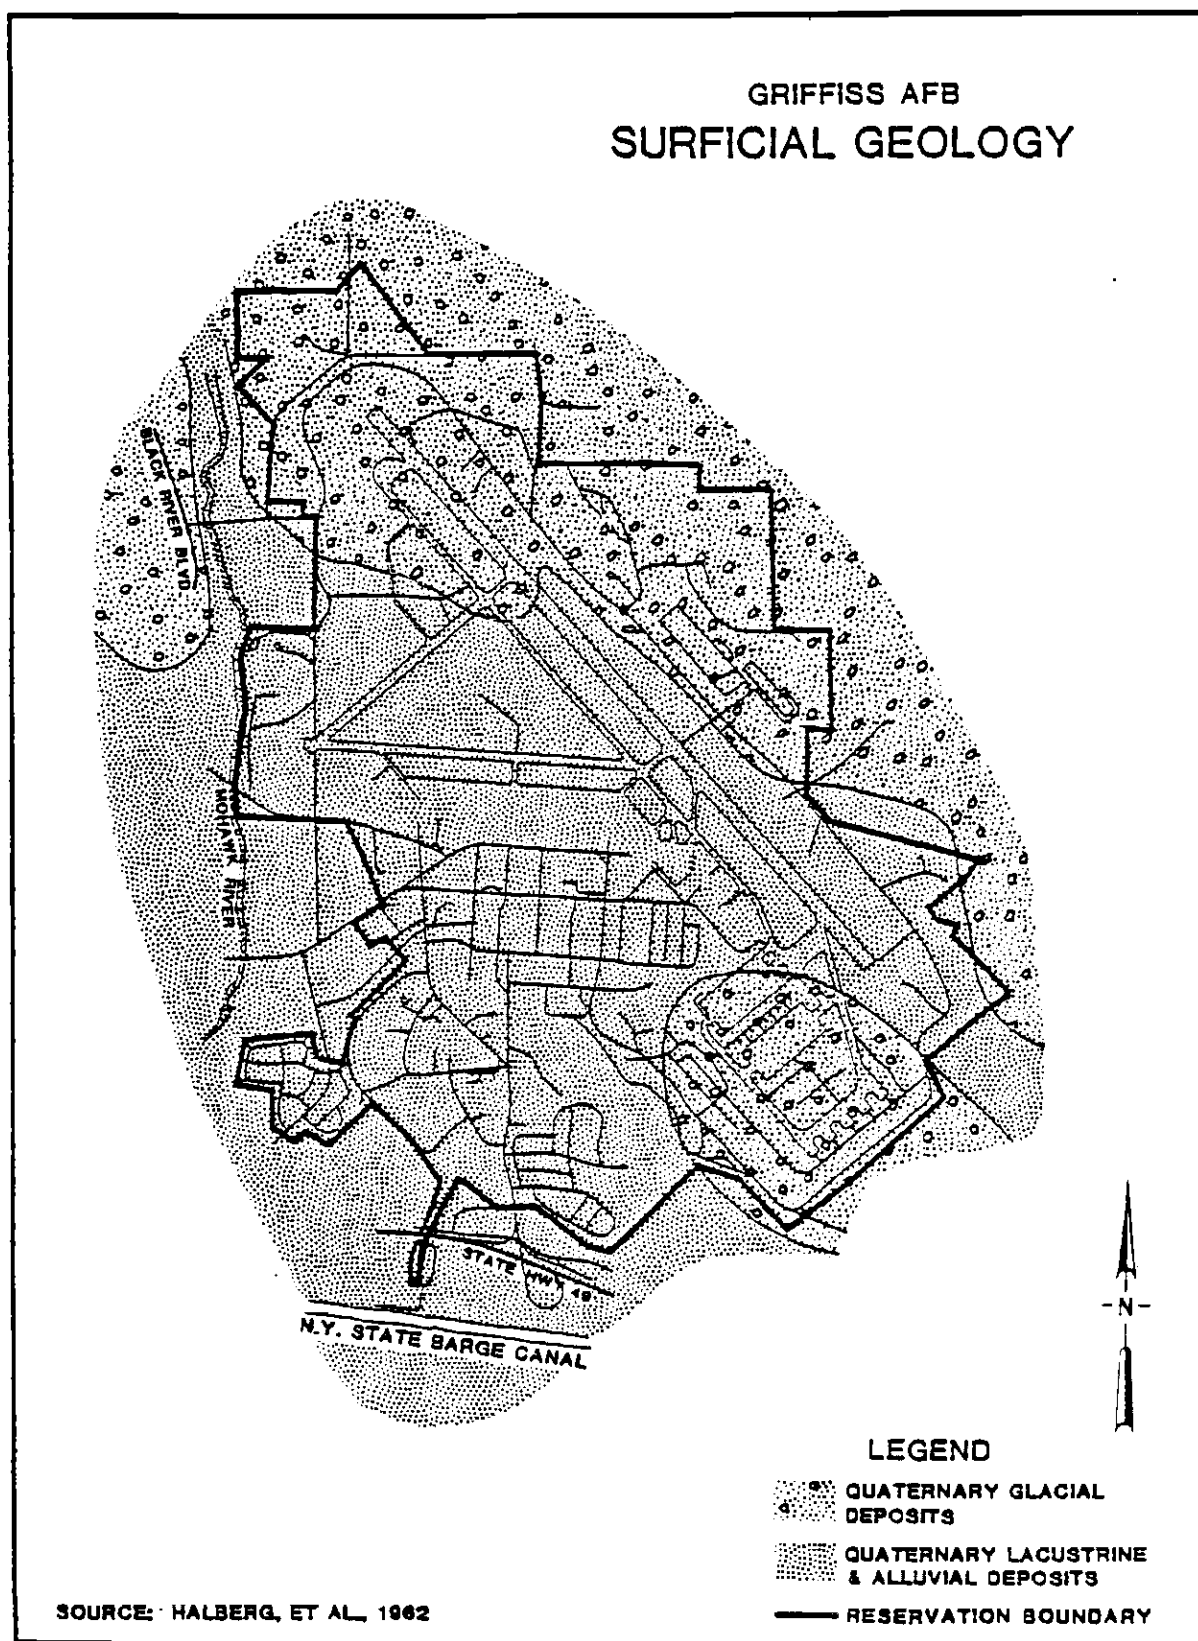 GRIFFISS AFB
SURFICIAL GEOLOGY
BLACK RIVER BLVD
MOHAWK RIVER
STATE HWY 49
N.Y. STATE BARGE CANAL
-N-
LEGEND
QUATERNARY GLACIAL
DEPOSITS
QUATERNARY LACUSTRINE
& ALLUVIAL DEPOSITS
RESERVATION BOUNDARY
SOURCE: HALBERG, ET AL., 1962